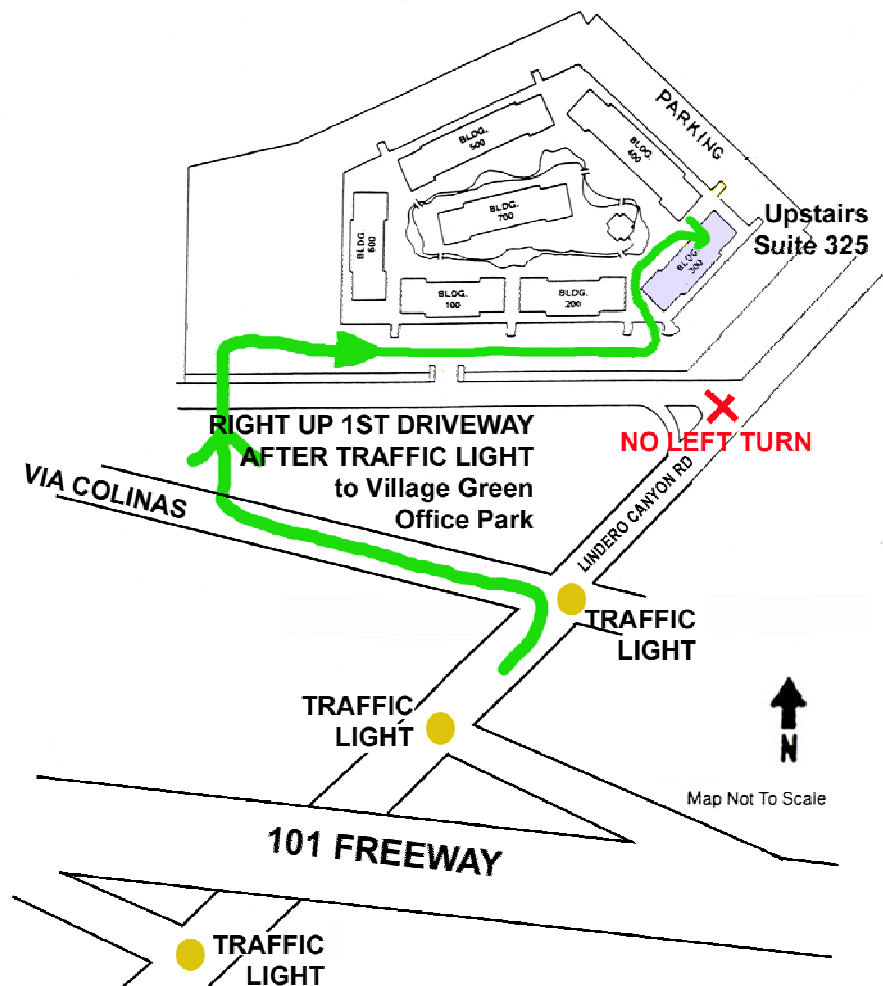 PARKING
BLDG.
500
BLDG.
400
BLDG.
700
BLDG.
600
BLDG.
300
Upstairs
Suite 325
BLDG.
100
BLDG.
200
RIGHT UP 1ST DRIVEWAY
AFTER TRAFFIC LIGHT
to Village Green
Office Park
NO LEFT TURN
VIA COLINAS
LINDERO CANYON RD
TRAFFIC
LIGHT
TRAFFIC
LIGHT
N
Map Not To Scale
101 FREEWAY
TRAFFIC
LIGHT